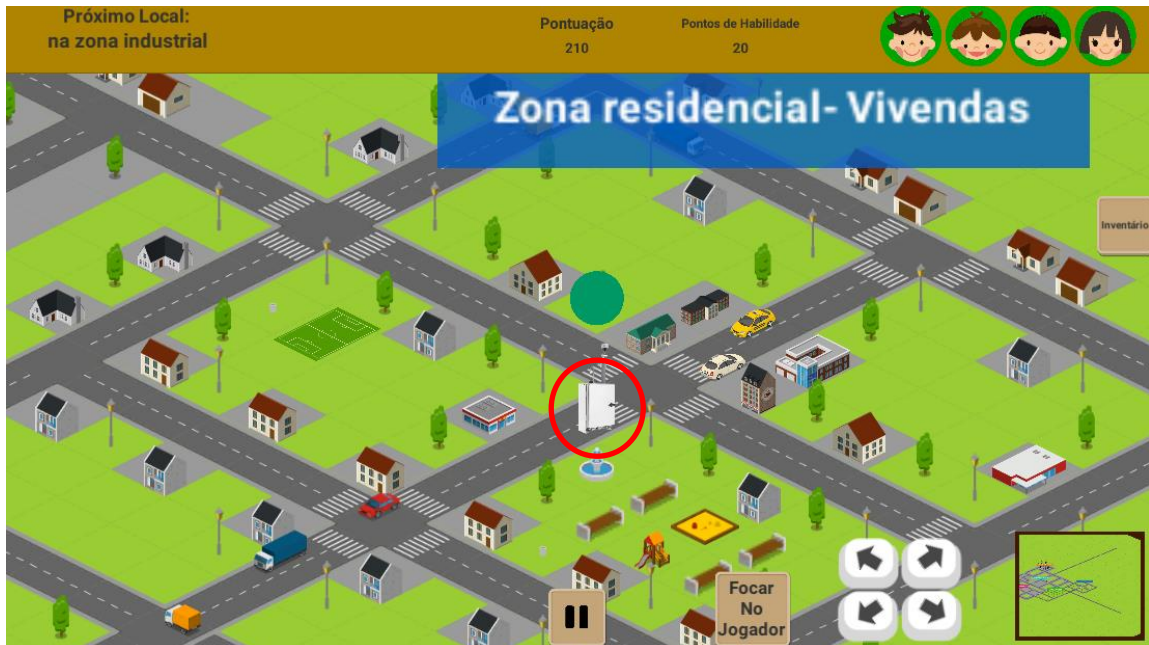 Próximo Local:
na zona industrial
Pontuação
210
Pontos de Habilidade
20
Zona residencial- Vivendas
Inventário
Focar
No
Jogador